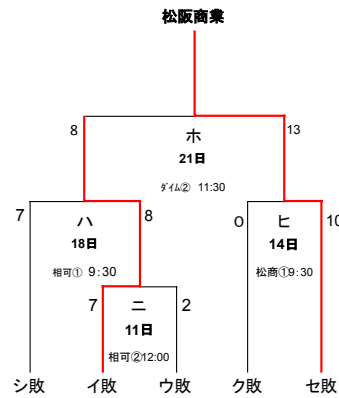 松阪商業
8 13
ホ
21日
ダイム② 11:30
7 8 0 10
ハ ヒ
18日 14日
相可① 9:30 松商①9:30
7 ニ 2
11日
相可②12:00
シ敗 イ敗 ウ敗 ク敗 セ敗